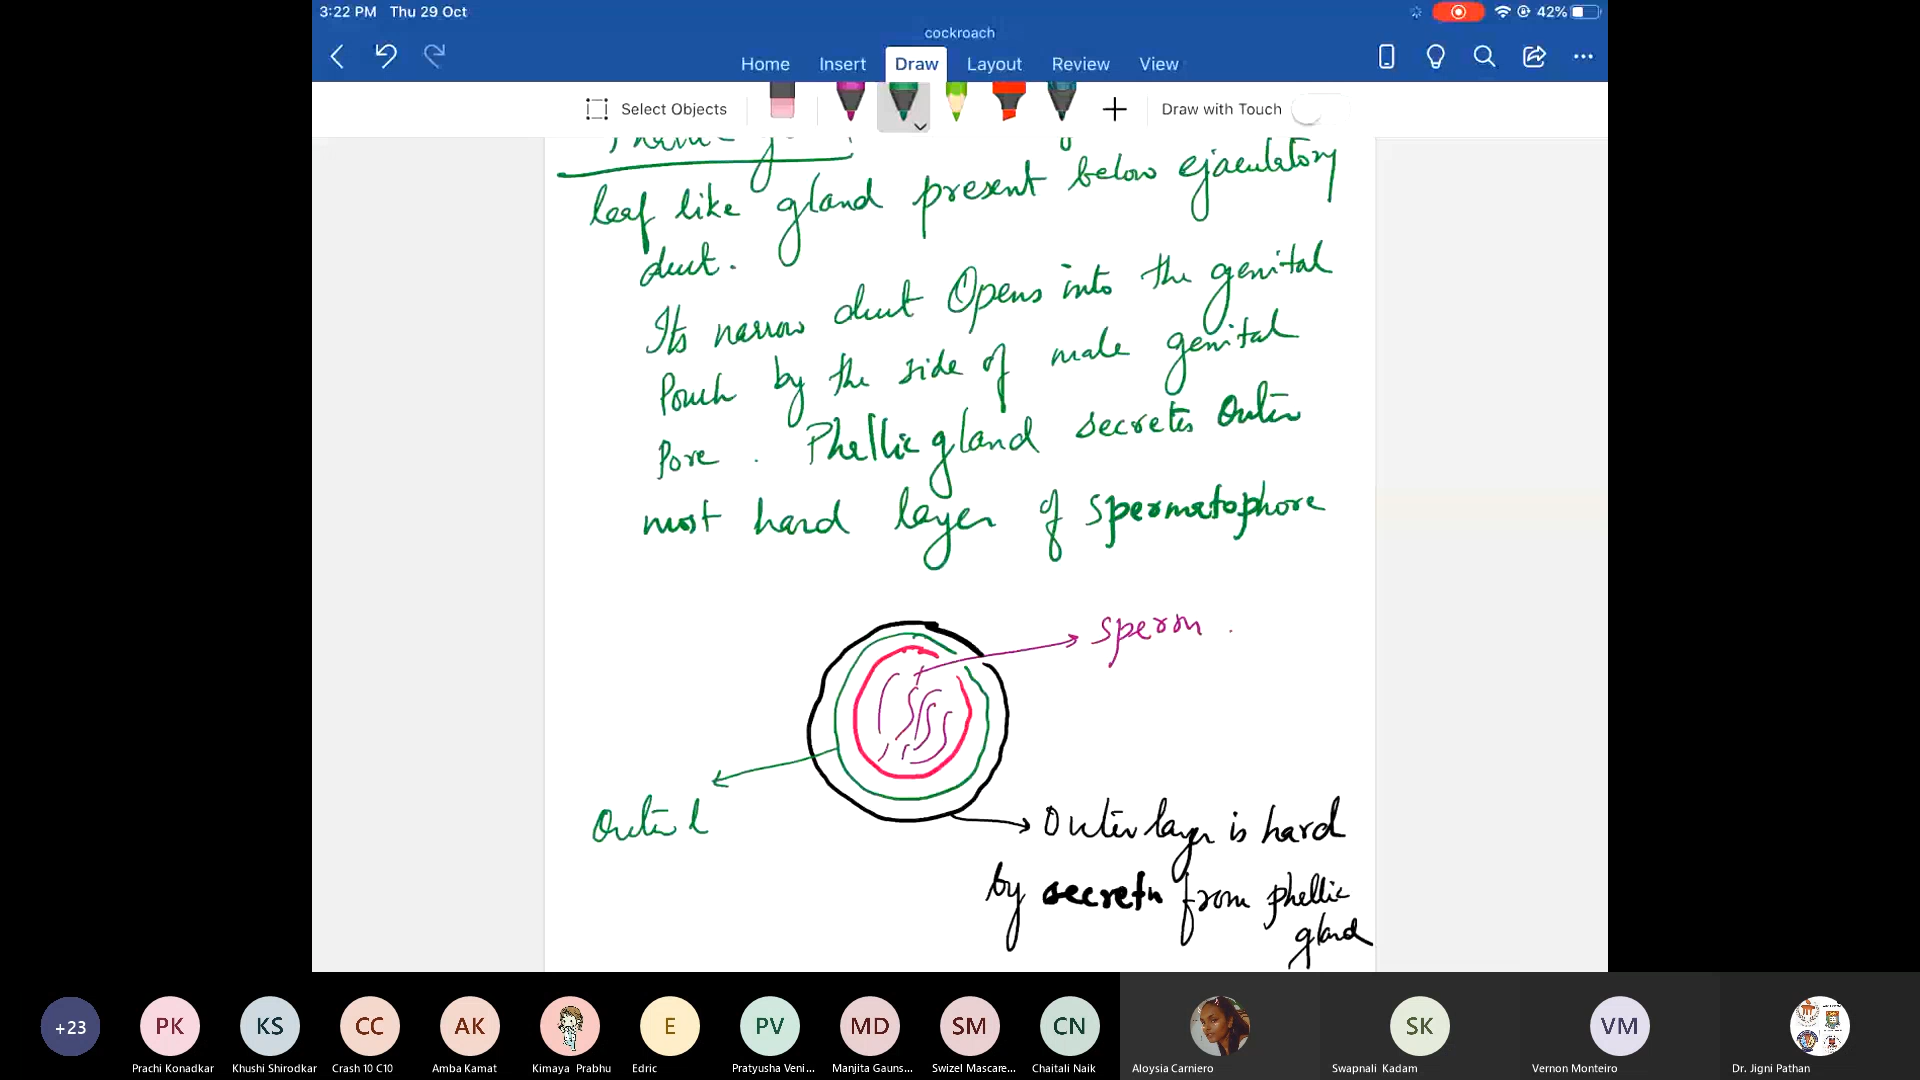 3:22 PM Thu 29 Oct
42%
cockroach
Home Insert Draw Layout Review View
Select Objects
Draw with Touch
leaf like gland present below ejaculatory
duct.
Its narrow duct Opens into the genital
Pouch by the side of male genital
Pore. Phellic gland secretes Outer
most hard layer of spermatophore
sperm.
Outer l
Outer layer is hard
by secretn from phellic
gland
+23
PK
KS
CC
AK
E
PV
MD
SM
CN
SK
VM
Prachi Konadkar
Khushi Shirodkar
Crash 10 C10
Amba Kamat
Kimaya Prabhu
Edric
Pratyusha Veni...
Manjita Gauns...
Swizel Mascare...
Chaitali Naik
Aloysia Carniero
Swapnali Kadam
Vernon Monteiro
Dr. Jigni Pathan